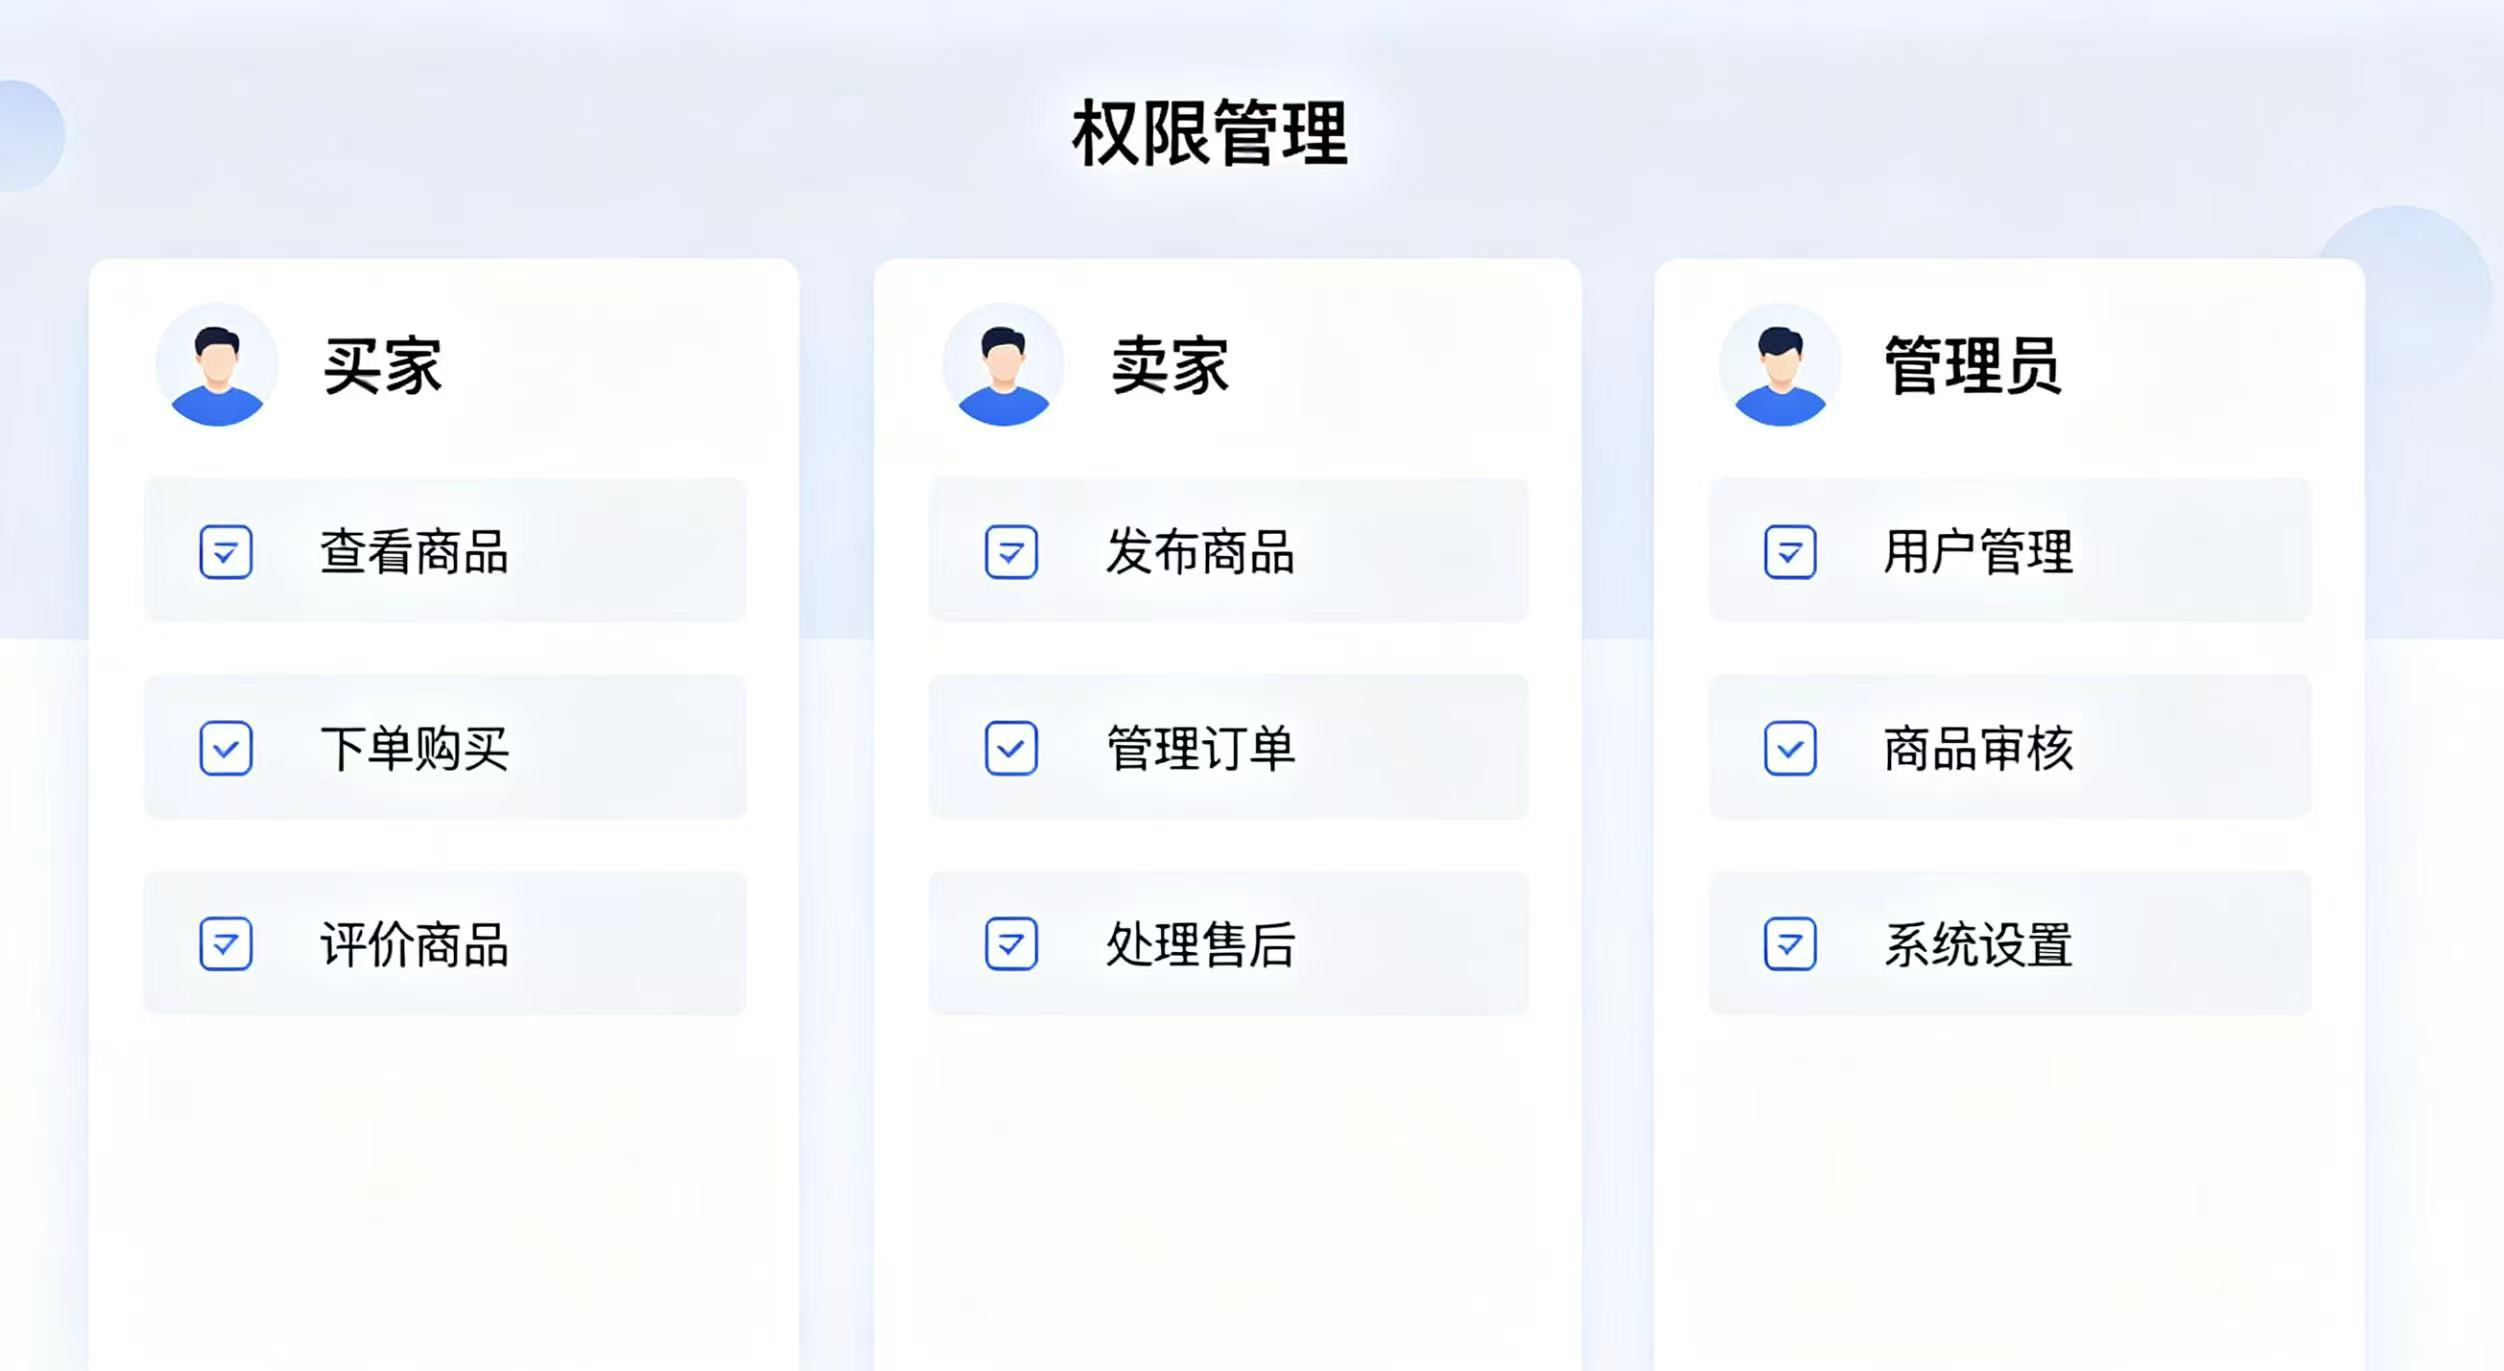 权限管理
买家
查看商品
下单购买
评价商品
卖家
发布商品
管理订单
处理售后
管理员
用户管理
商品审核
系统设置